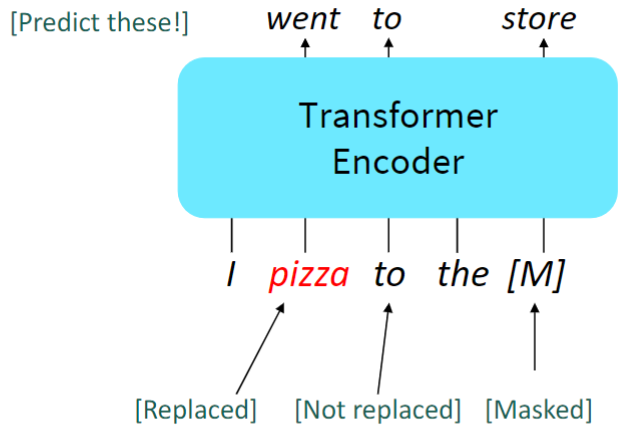 [Predict these!] went to store
Transformer
Encoder
I pizza to the [M]
[Replaced] [Not replaced] [Masked]